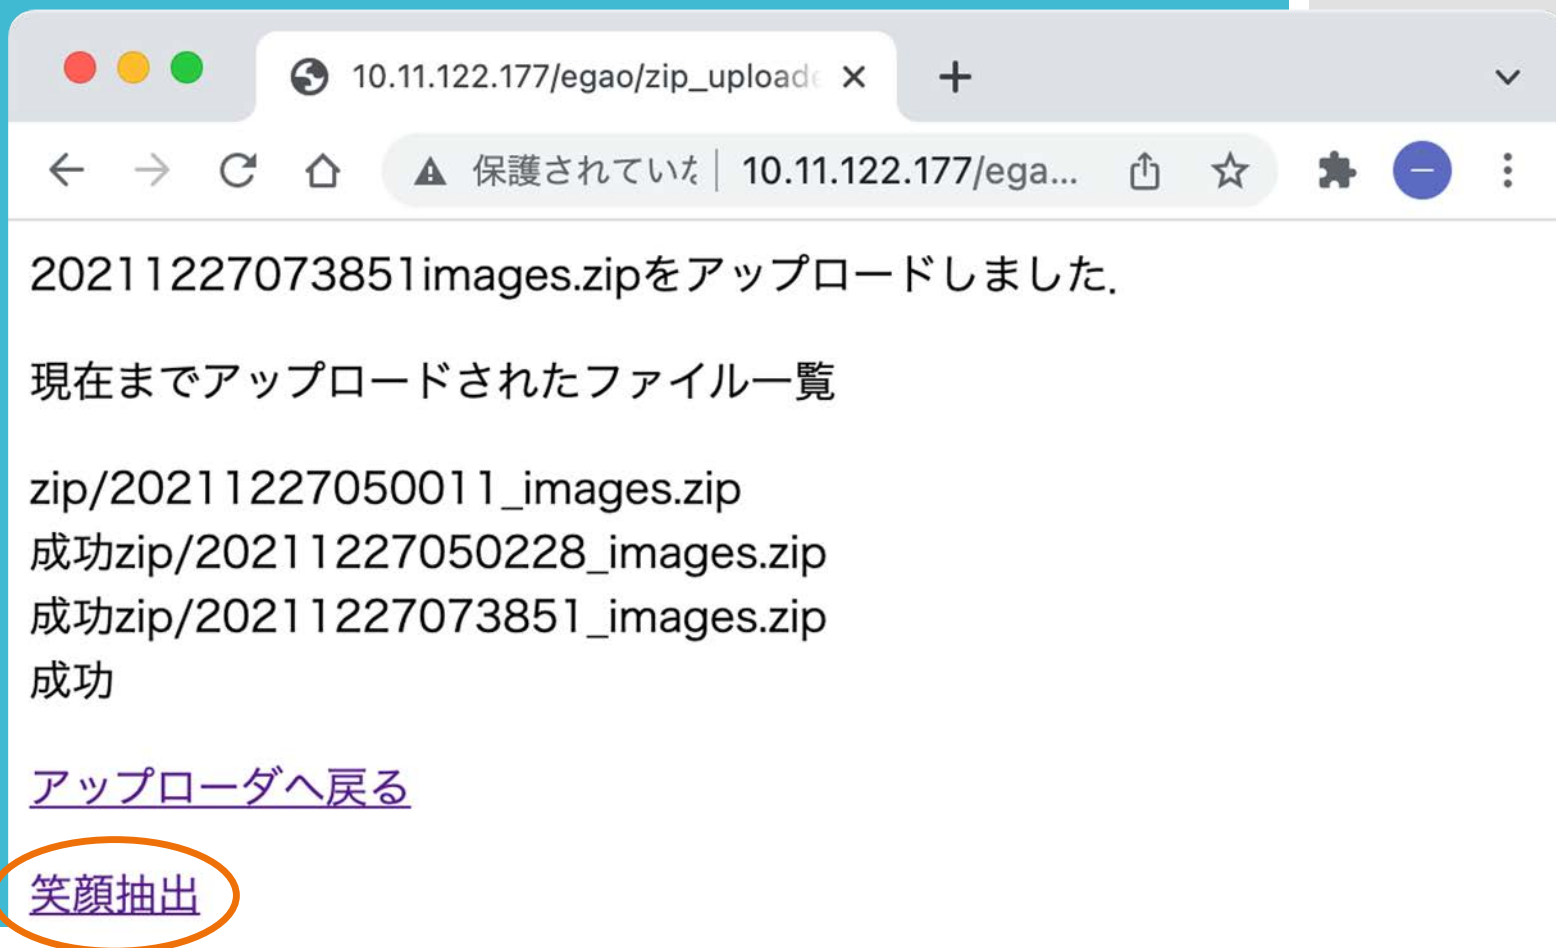 10.11.122.177/egao/zip_uploade
保護されていな
10.11.122.177/ega...
20211227073851images.zipをアップロードしました.
現在までアップロードされたファイル一覧
zip/20211227050011_images.zip
成功zip/20211227050228_images.zip
成功zip/20211227073851_images.zip
成功
アップローダへ戻る
笑顔抽出